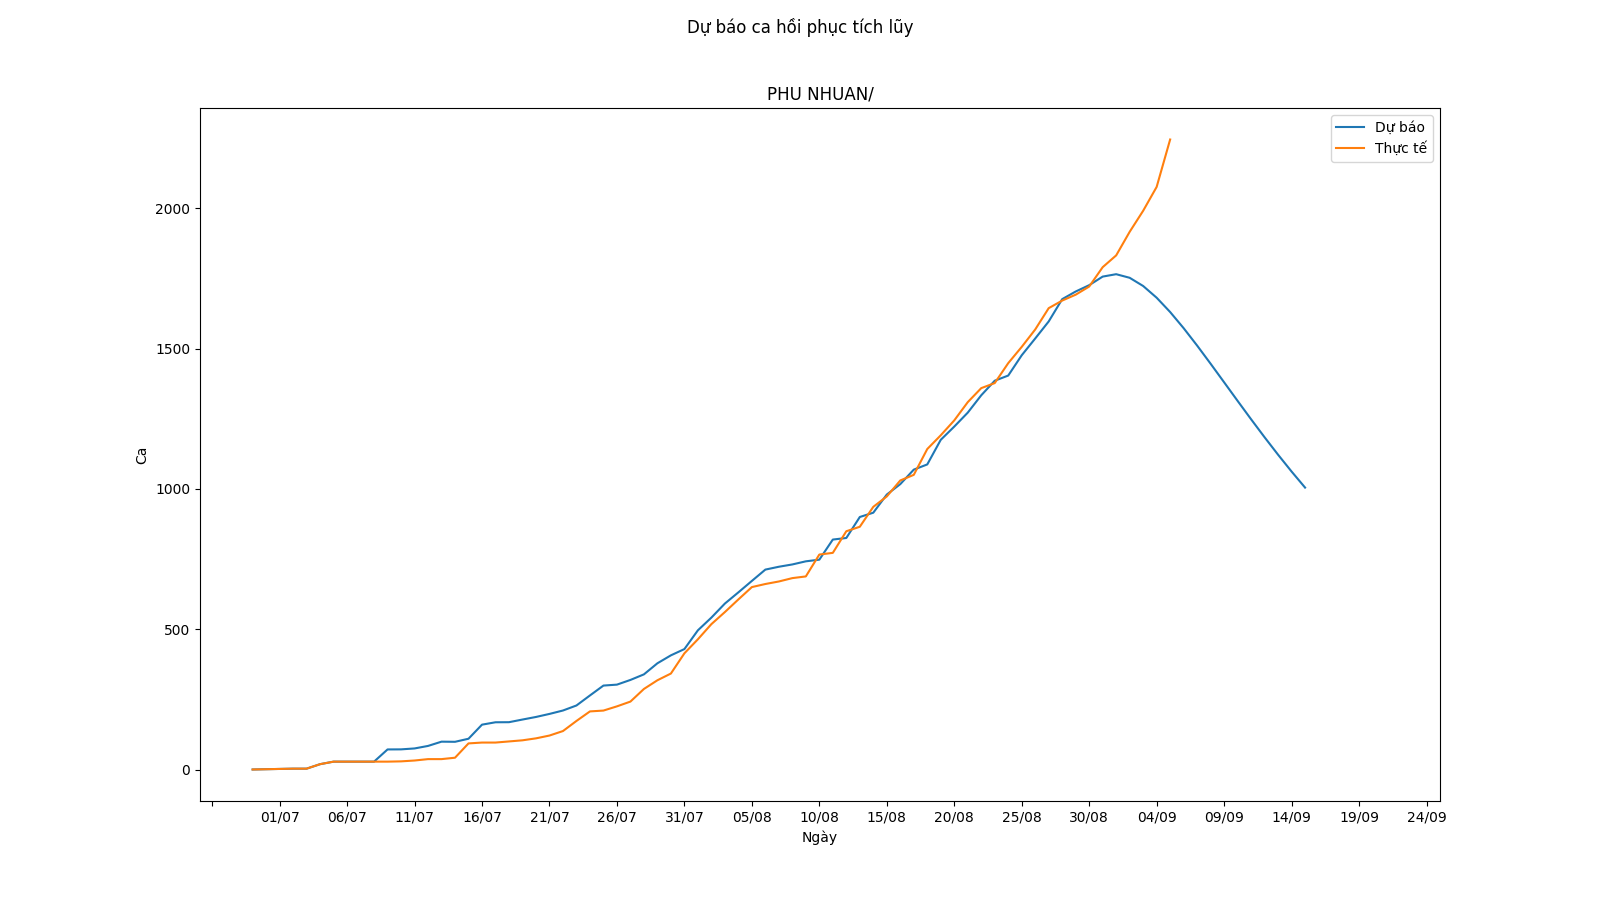 Dự báo ca hồi phục tích lũy
PHU NHUAN/
Dự báo
Thực tế
2000
1500
1000
500
0
Ca
01/07 06/07 11/07 16/07 21/07 26/07 31/07 05/08 10/08 15/08 20/08 25/08 30/08 04/09 09/09 14/09 19/09 24/09
Ngày